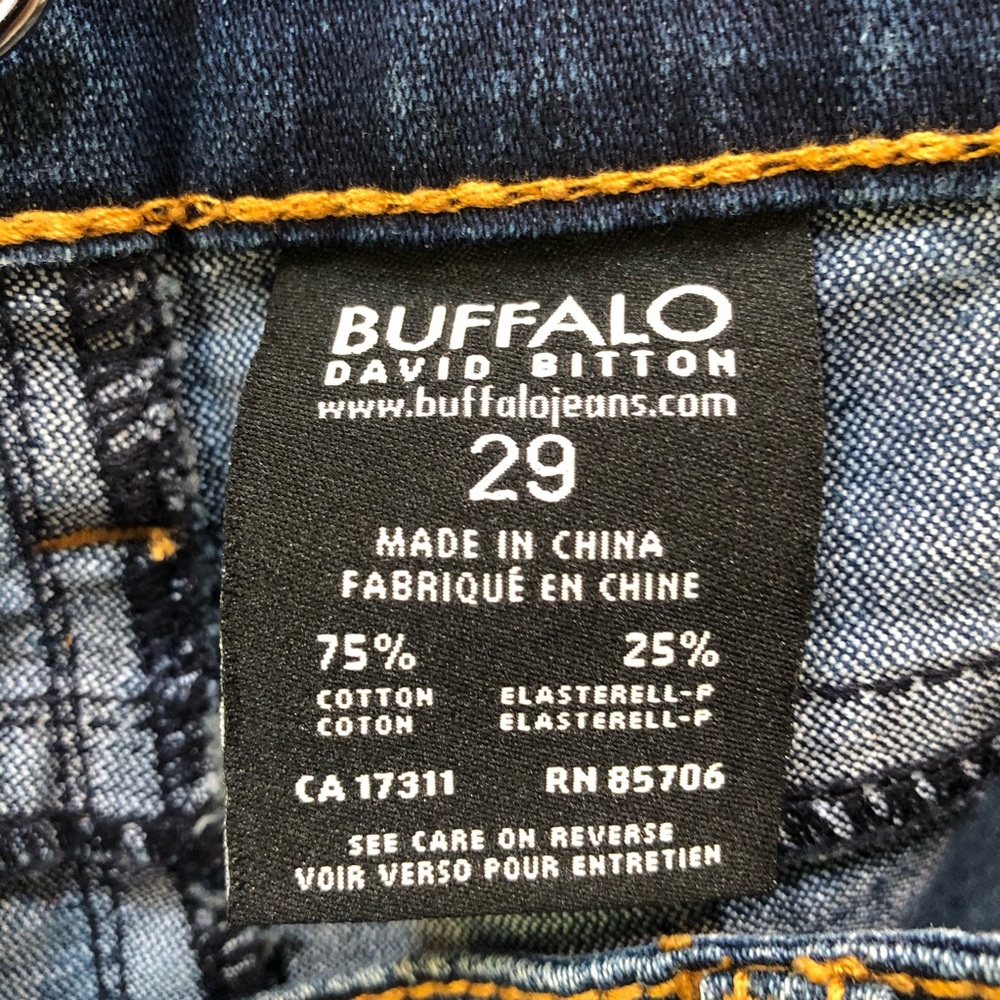 BUFFALO
DAVID BITTON
www.buffalojeans.com
29
MADE IN CHINA
FABRIQUÉ EN CHINE
75% 25%
COTTON ELASTERELL-P
COTON ELASTERELL-P
CA 17311 RN 85706
SEE CARE ON REVERSE
VOIR VERSO POUR ENTRETIEN